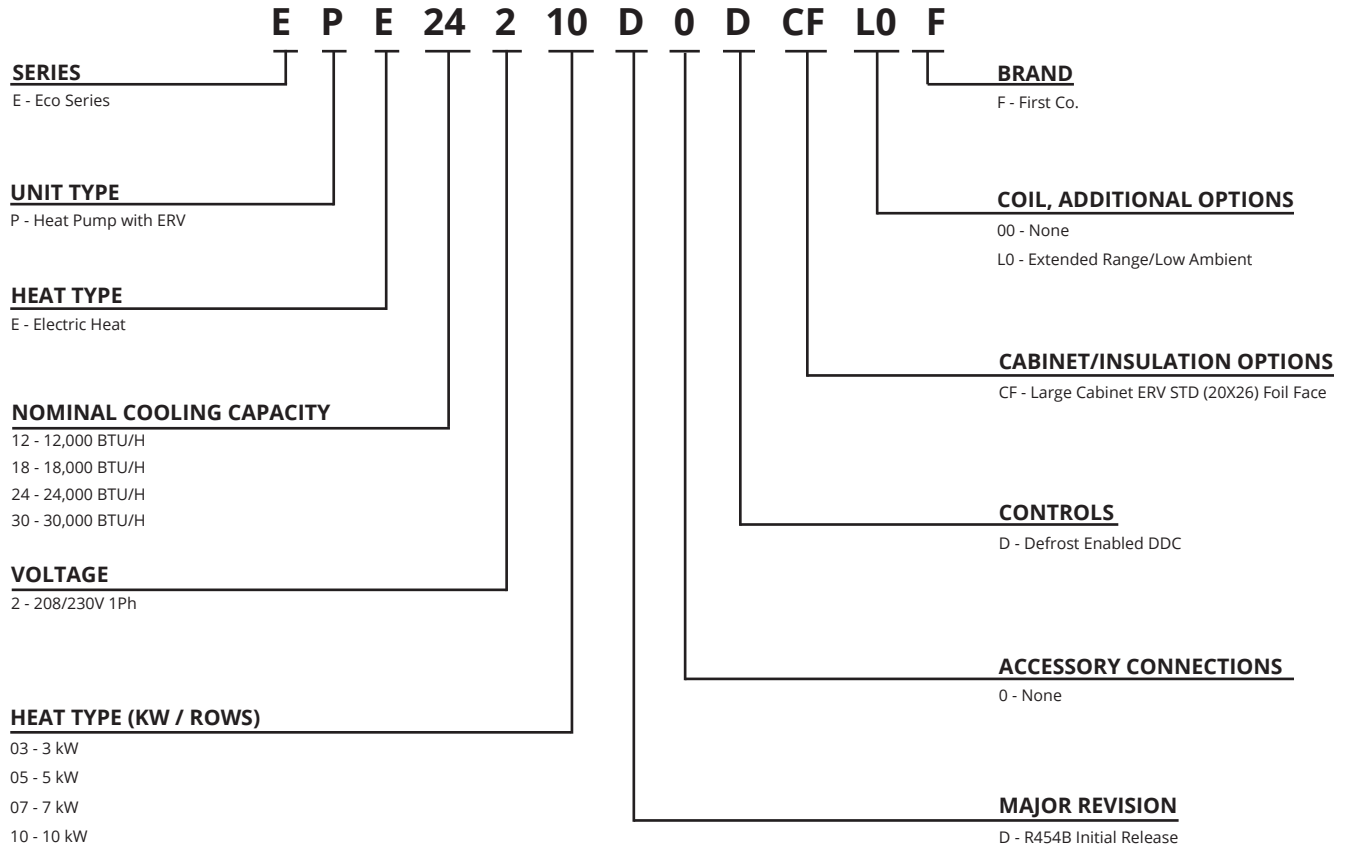 E P E 24 2 10 D 0 D CF L0 F
SERIES
E - Eco Series
UNIT TYPE
P - Heat Pump with ERV
HEAT TYPE
E - Electric Heat
NOMINAL COOLING CAPACITY
12 - 12,000 BTU/H
18 - 18,000 BTU/H
24 - 24,000 BTU/H
30 - 30,000 BTU/H
VOLTAGE
2 - 208/230V 1Ph
HEAT TYPE (KW / ROWS)
03 - 3 kW
05 - 5 kW
07 - 7 kW
10 - 10 kW
BRAND
F - First Co.
COIL, ADDITIONAL OPTIONS
00 - None
L0 - Extended Range/Low Ambient
CABINET/INSULATION OPTIONS
CF - Large Cabinet ERV STD (20X26) Foil Face
CONTROLS
D - Defrost Enabled DDC
ACCESSORY CONNECTIONS
0 - None
MAJOR REVISION
D - R454B Initial Release